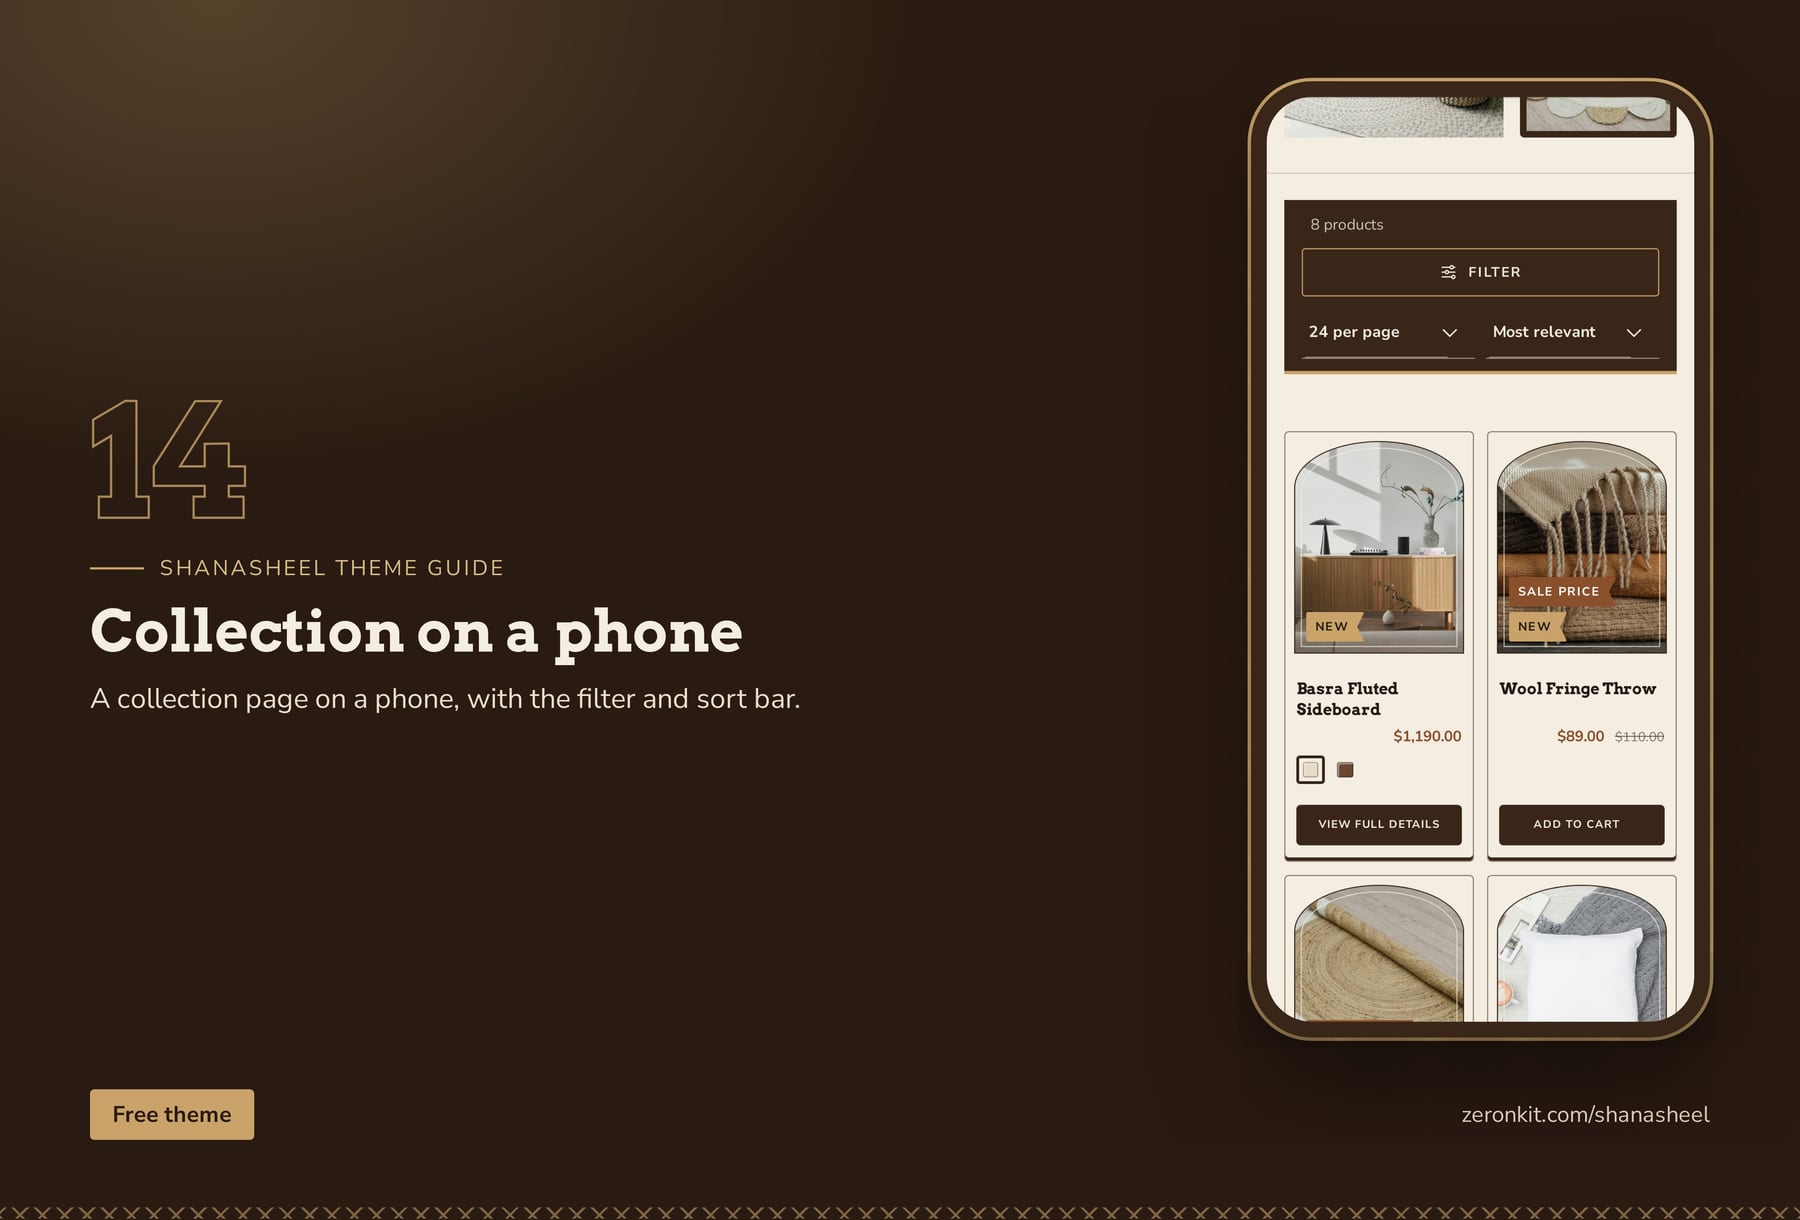 14
SHANASHEEL THEME GUIDE
Collection on a phone
A collection page on a phone, with the filter and sort bar.
Free theme
8 products
FILTER
24 per page
Most relevant
NEW
SALE PRICE
NEW
Basra Fluted
Sideboard
$1,190.00
VIEW FULL DETAILS
Wool Fringe Throw
$89.00 $110.00
ADD TO CART
zeronkit.com/shanasheel